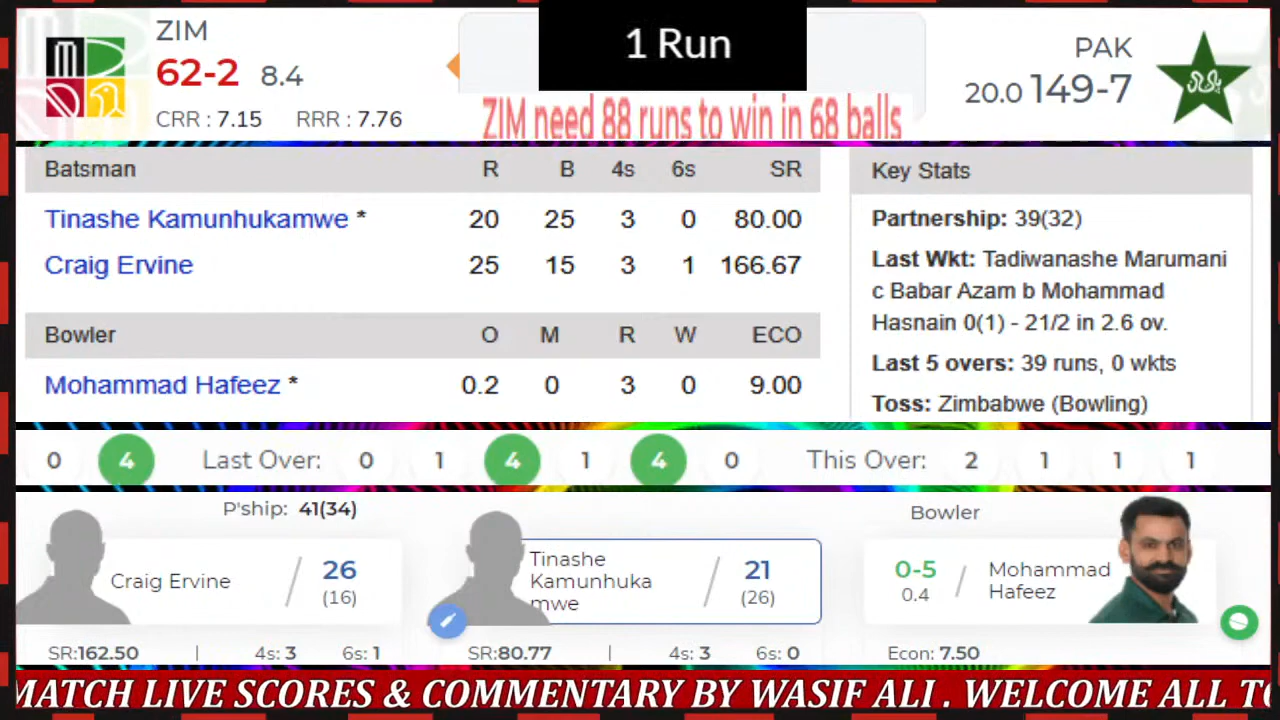 ZIM
62-2 8.4
CRR : 7.15 RRR : 7.76
1 Run
ZIM need 88 runs to win in 68 balls
PAK
20.0 149-7
Batsman R B 4s 6s SR
Tinashe Kamunhukamwe * 20 25 3 0 80.00
Craig Ervine 25 15 3 1 166.67
Bowler O M R W ECO
Mohammad Hafeez * 0.2 0 3 0 9.00
Key Stats
Partnership: 39(32)
Last Wkt: Tadiwanashe Marumani
c Babar Azam b Mohammad
Hasnain 0(1) - 21/2 in 2.6 ov.
Last 5 overs: 39 runs, 0 wkts
Toss: Zimbabwe (Bowling)
0 4 Last Over: 0 1 4 1 4 0 This Over: 2 1 1 1
P'ship: 41(34)
Craig Ervine 26
(16)
SR:162.50 | 4s: 3 6s: 1
Tinashe
Kamunhuka
mwe
21
(26)
SR:80.77 | 4s: 3 6s: 0
Bowler
0-5
0.4
Mohammad
Hafeez
Econ: 7.50
MATCH LIVE SCORES & COMMENTARY BY WASIF ALI . WELCOME ALL TO